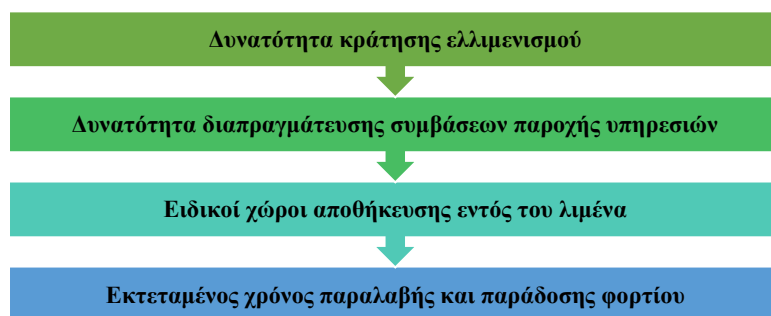 Δυνατότητα κράτησης ελλιμενισμού
Δυνατότητα διαπραγμάτευσης συμβάσεων παροχής υπηρεσιών
Ειδικοί χώροι αποθήκευσης εντός του λιμένα
Εκτεταμένος χρόνος παραλαβής και παράδοσης φορτίου